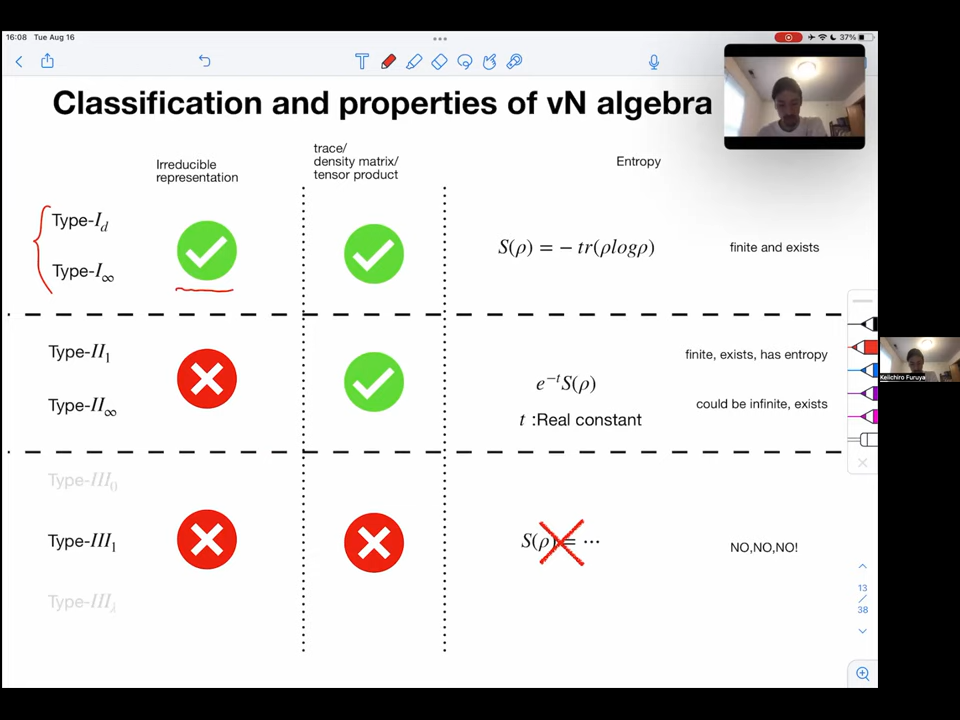 16:08 Tue Aug 16
37%
Classification and properties of vN algebra
Irreducible
representation
trace/
density matrix/
tensor product
Entropy
Type-I_d
Type-I_∞
S(ρ) = − tr(ρlogρ)
finite and exists
Type-II_1
Type-II_∞
e^{−t}S(ρ)
t :Real constant
finite, exists, has entropy
could be infinite, exists
Type-III_0
Type-III_1
S(ρ) = ⋯
NO,NO,NO!
Type-III_λ
13
/
38
Keiichiro Furuya